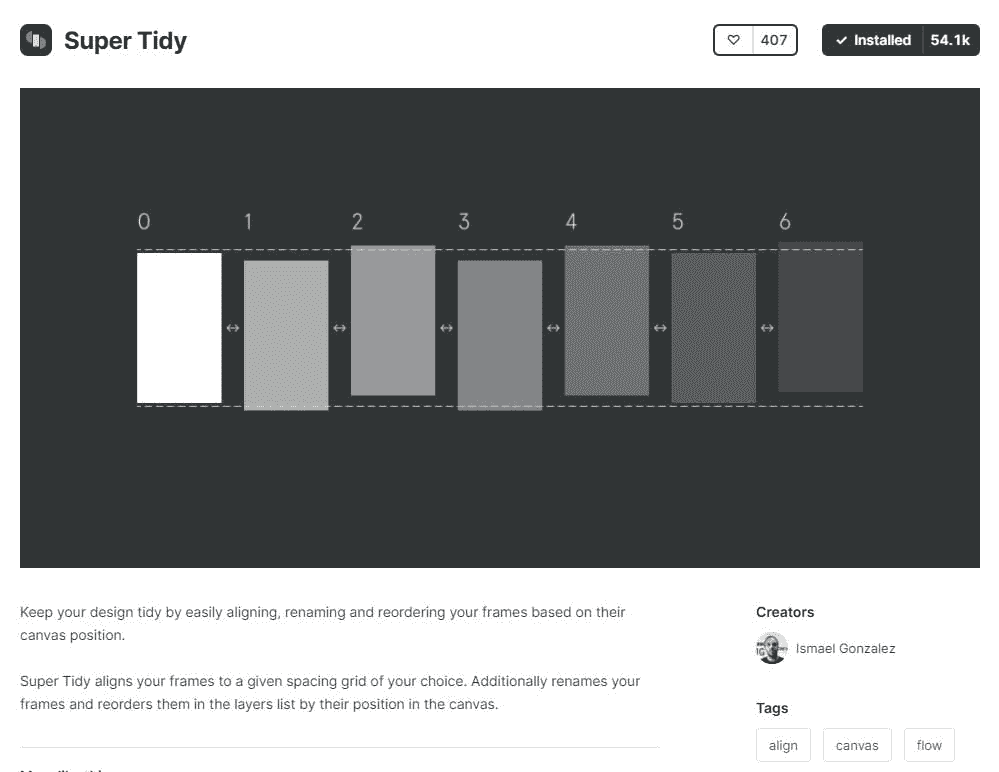 Super Tidy
407
Installed 54.1k
0 1 2 3 4 5 6
Keep your design tidy by easily aligning, renaming and reordering your frames based on their
canvas position.
Super Tidy aligns your frames to a given spacing grid of your choice. Additionally renames your
frames and reorders them in the layers list by their position in the canvas.
Creators
Ismael Gonzalez
Tags
align canvas flow